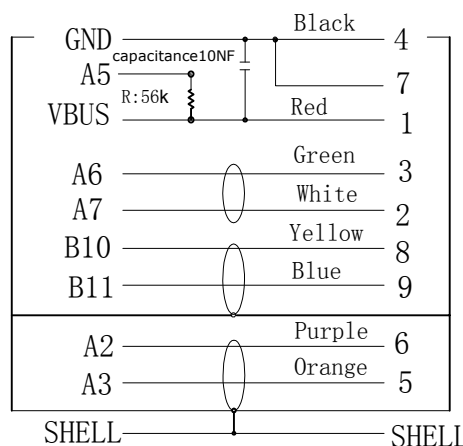 GND Black 4
capacitance10NF
A5 7
R:56k
VBUS Red 1
A6 Green 3
A7 White 2
B10 Yellow 8
B11 Blue 9
A2 Purple 6
A3 Orange 5
SHELL SHELL